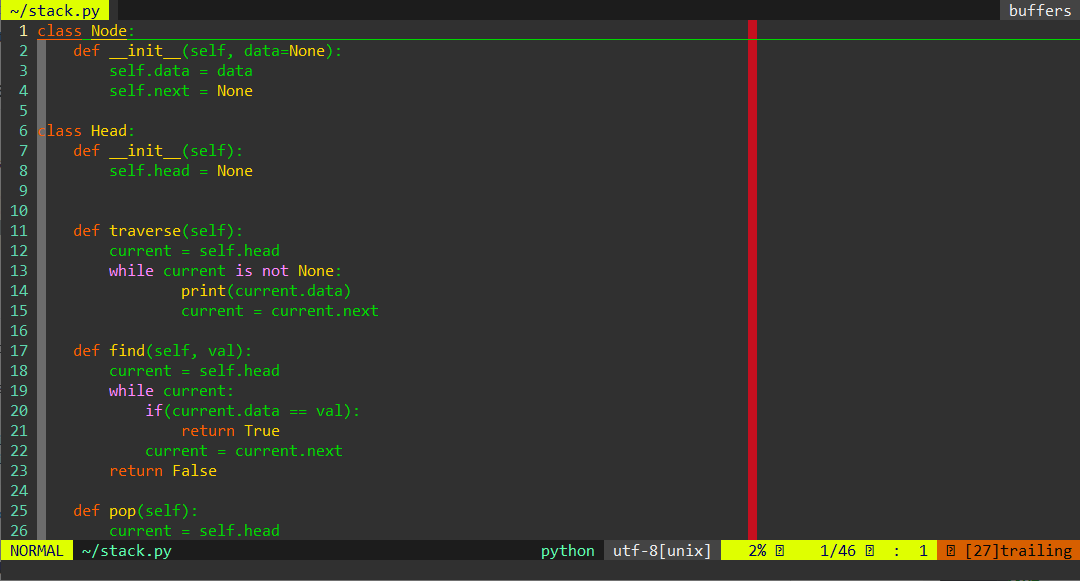 ~/stack.py buffers
1 class Node:
2     def __init__(self, data=None):
3         self.data = data
4         self.next = None
5
6 class Head:
7     def __init__(self):
8         self.head = None
9
10
11     def traverse(self):
12         current = self.head
13         while current is not None:
14                 print(current.data)
15                 current = current.next
16
17     def find(self, val):
18         current = self.head
19         while current:
20             if(current.data == val):
21                 return True
22             current = current.next
23         return False
24
25     def pop(self):
26         current = self.head
NORMAL ~/stack.py python utf-8[unix] 2% 1/46 : 1 [27]trailing